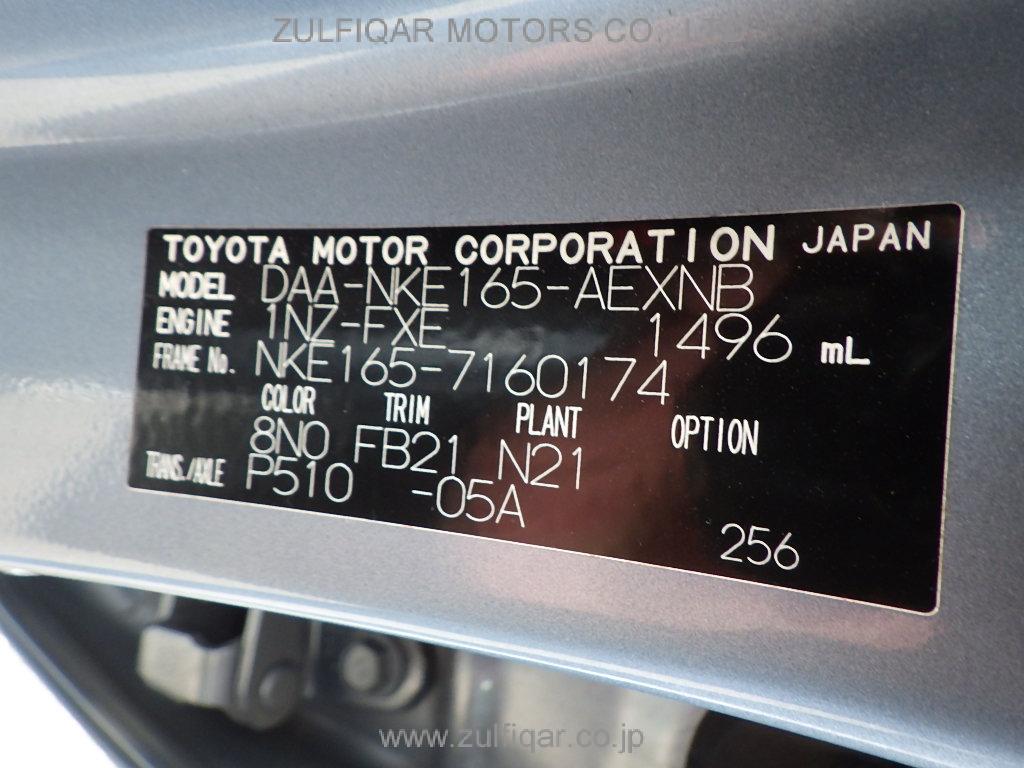 ZULFIQAR MOTORS CO., LTD.
TOYOTA MOTOR CORPORATION JAPAN
MODEL DAA-NKE165-AEXNB
ENGINE 1NZ-FXE 1496 mL
FRAME No. NKE165-7160174
COLOR TRIM PLANT OPTION
8N0 FB21 N21
TRANS./AXLE P510 -05A
256
www.zulfiqar.co.jp